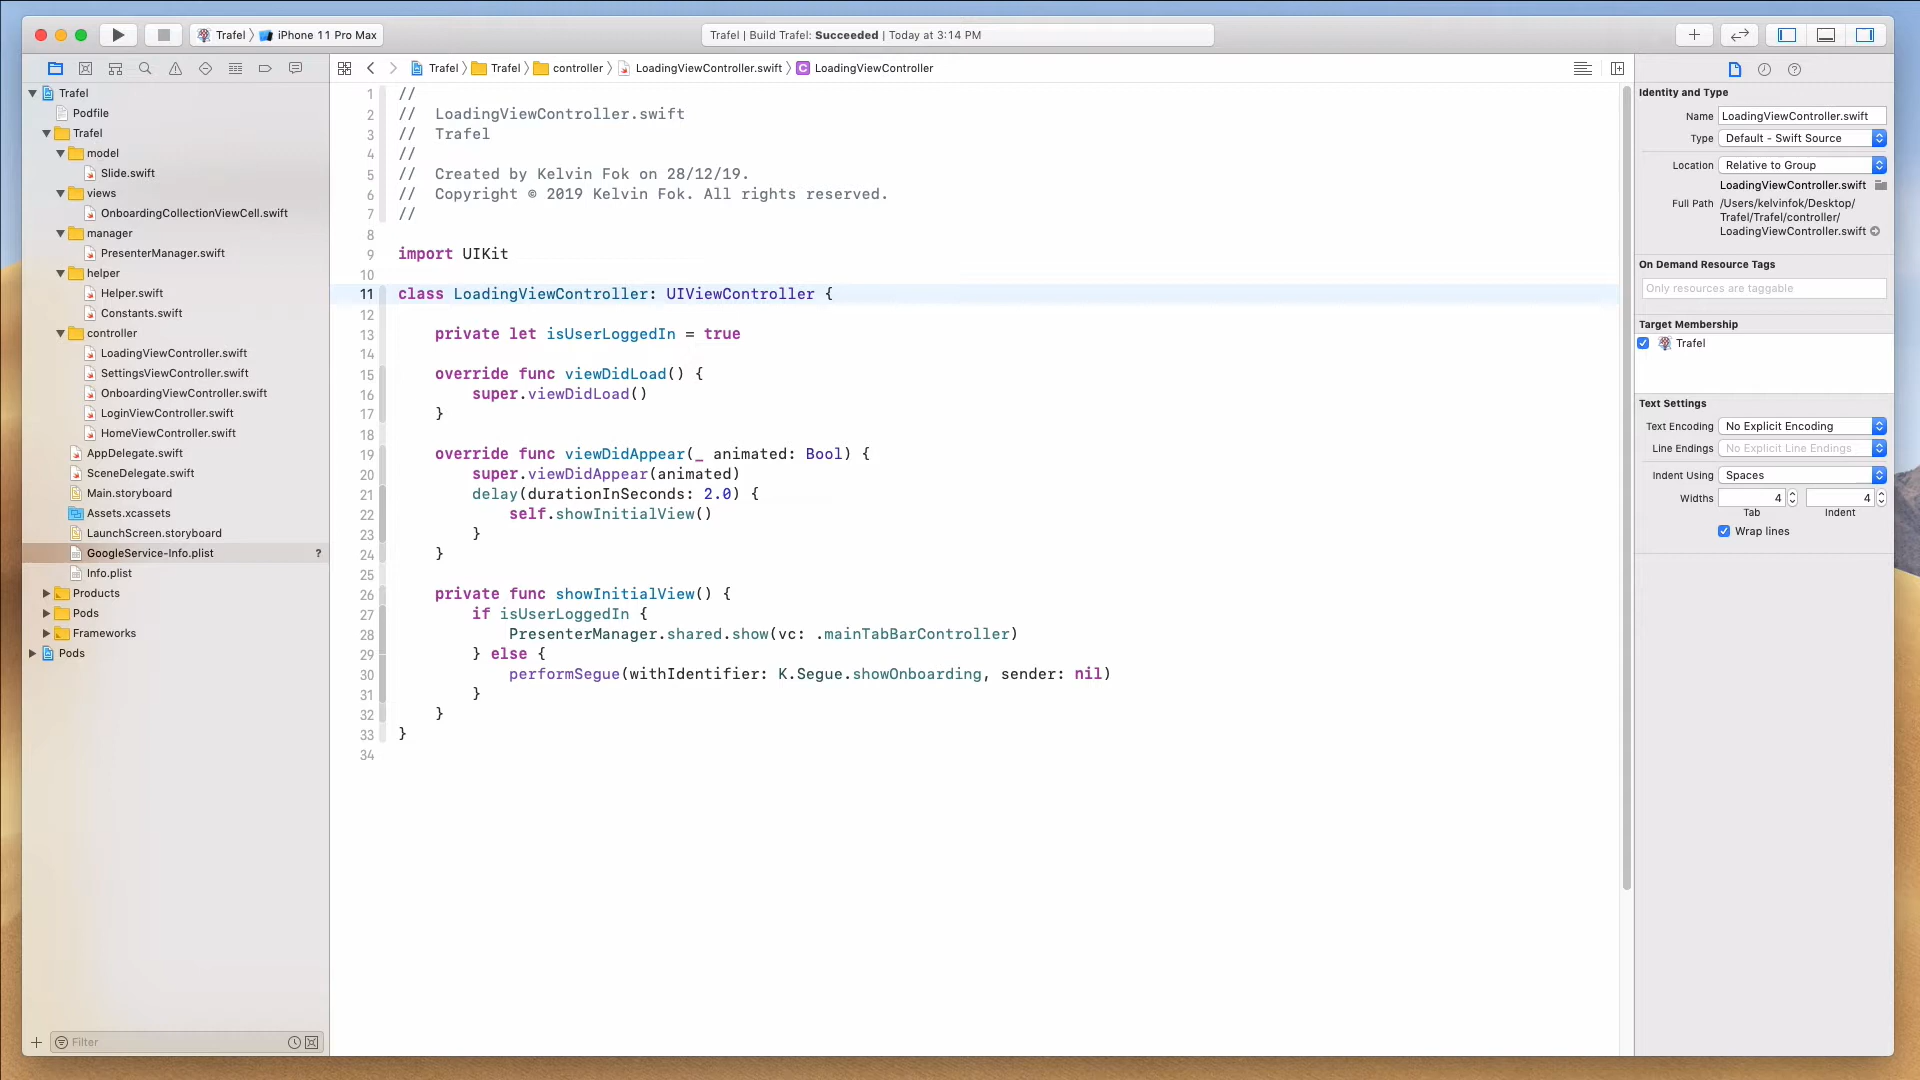 Trafel
iPhone 11 Pro Max
Trafel | Build Trafel: Succeeded | Today at 3:14 PM
Trafel
Trafel
controller
LoadingViewController.swift
C
LoadingViewController
Trafel
Podfile
Trafel
model
Slide.swift
views
OnboardingCollectionViewCell.swift
manager
PresenterManager.swift
helper
Helper.swift
Constants.swift
controller
LoadingViewController.swift
SettingsViewController.swift
OnboardingViewController.swift
LoginViewController.swift
HomeViewController.swift
AppDelegate.swift
SceneDelegate.swift
Main.storyboard
Assets.xcassets
LaunchScreen.storyboard
GoogleService-Info.plist ?
Info.plist
Products
Pods
Frameworks
Pods
Filter
1 //
2 //  LoadingViewController.swift
3 //  Trafel
4 //
5 //  Created by Kelvin Fok on 28/12/19.
6 //  Copyright © 2019 Kelvin Fok. All rights reserved.
7 //
8
9 import UIKit
10
11 class LoadingViewController: UIViewController {
12
13     private let isUserLoggedIn = true
14
15     override func viewDidLoad() {
16         super.viewDidLoad()
17     }
18
19     override func viewDidAppear(_ animated: Bool) {
20         super.viewDidAppear(animated)
21         delay(durationInSeconds: 2.0) {
22             self.showInitialView()
23         }
24     }
25
26     private func showInitialView() {
27         if isUserLoggedIn {
28             PresenterManager.shared.show(vc: .mainTabBarController)
29         } else {
30             performSegue(withIdentifier: K.Segue.showOnboarding, sender: nil)
31         }
32     }
33 }
34
Identity and Type
Name LoadingViewController.swift
Type Default - Swift Source
Location Relative to Group
LoadingViewController.swift
Full Path /Users/kelvinfok/Desktop/
Trafel/Trafel/controller/
LoadingViewController.swift
On Demand Resource Tags
Only resources are taggable
Target Membership
Trafel
Text Settings
Text Encoding No Explicit Encoding
Line Endings No Explicit Line Endings
Indent Using Spaces
Widths 4 4
Tab Indent
Wrap lines